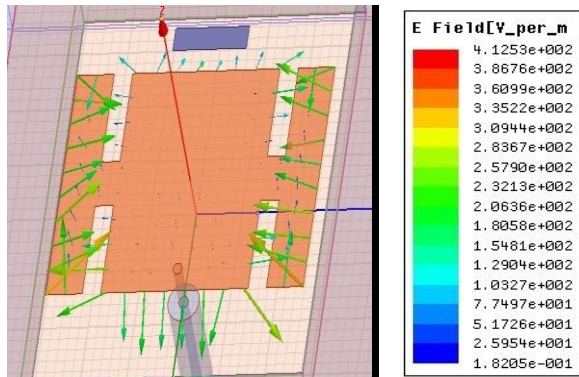 Z
E Field[V_per_m
4.1253e+002
3.8676e+002
3.6099e+002
3.3522e+002
3.0944e+002
2.8367e+002
2.5790e+002
2.3213e+002
2.0636e+002
1.8058e+002
1.5481e+002
1.2904e+002
1.0327e+002
7.7497e+001
5.1726e+001
2.5954e+001
1.8205e-001